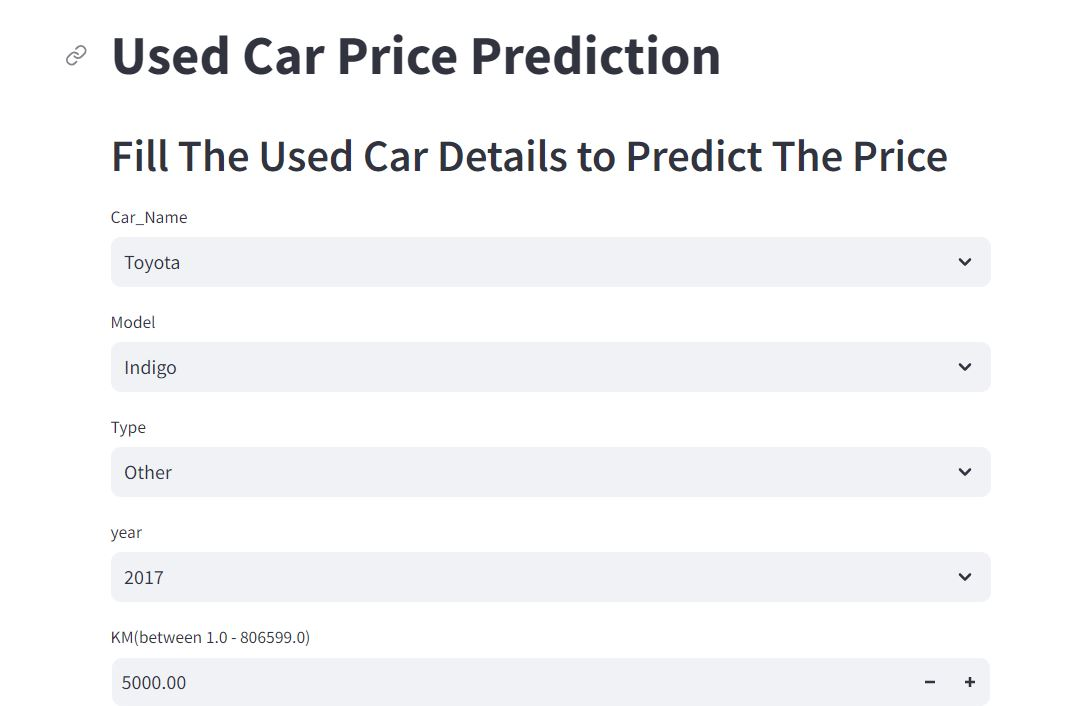 Used Car Price Prediction
Fill The Used Car Details to Predict The Price
Car_Name
Toyota
Model
Indigo
Type
Other
year
2017
KM(between 1.0 - 806599.0)
5000.00